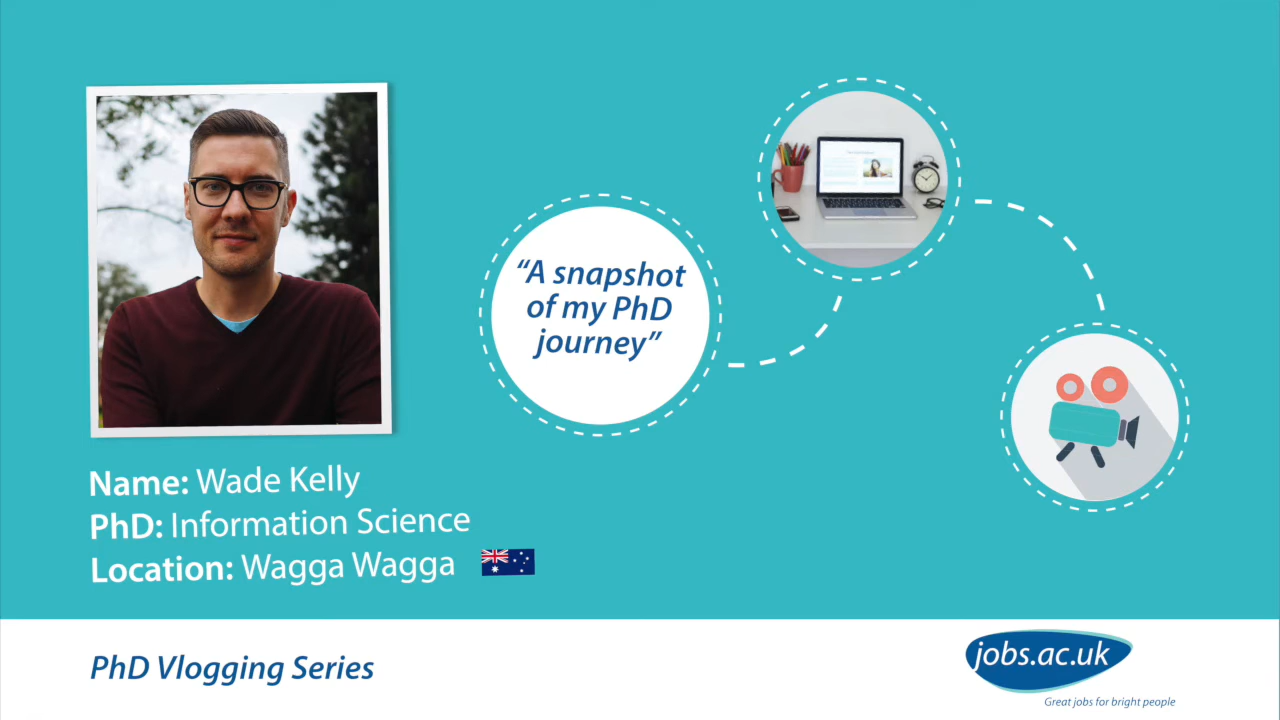 “A snapshot
of my PhD
journey”
Name: Wade Kelly
PhD: Information Science
Location: Wagga Wagga
PhD Vlogging Series
jobs.ac.uk
Great jobs for bright people